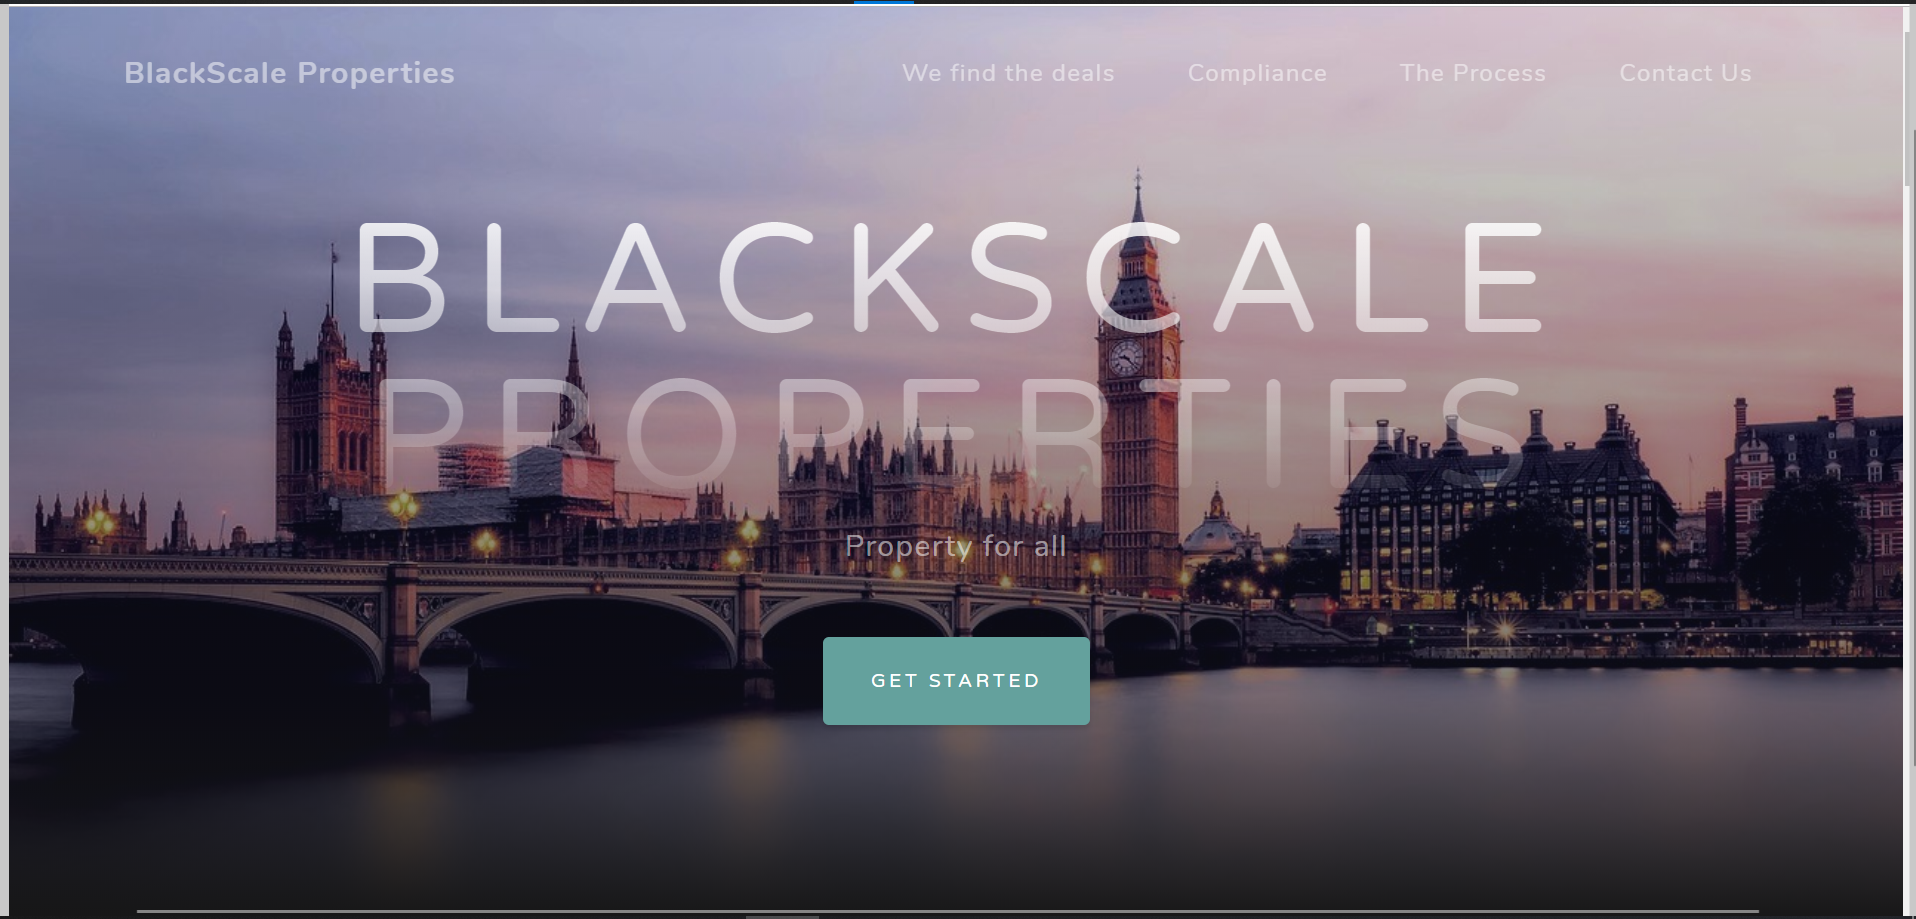 BlackScale Properties
We find the deals Compliance The Process Contact Us
BLACKSCALE
PROPERTIES
Property for all
GET STARTED